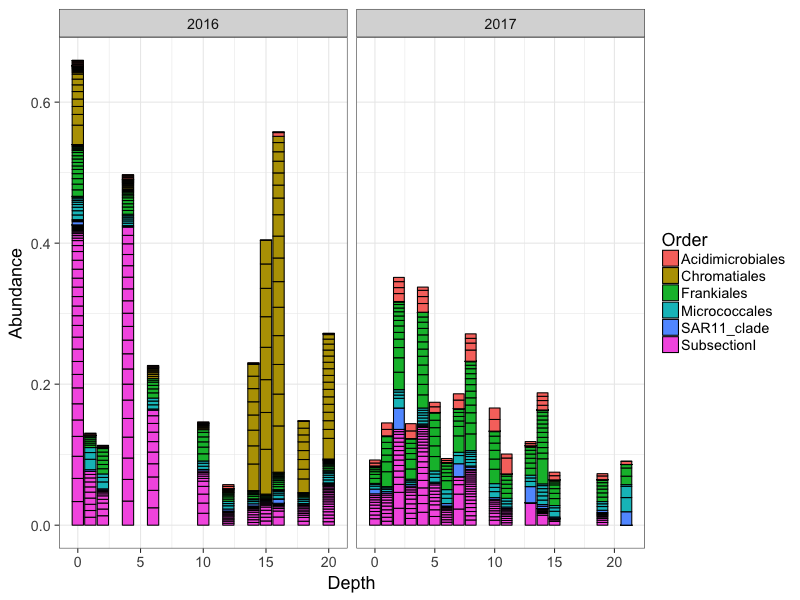 2016
2017
Abundance
0.6
0.4
0.2
0.0
0
5
10
15
20
0
5
10
15
20
Depth
Order
Acidimicrobiales
Chromatiales
Frankiales
Micrococcales
SAR11_clade
SubsectionI